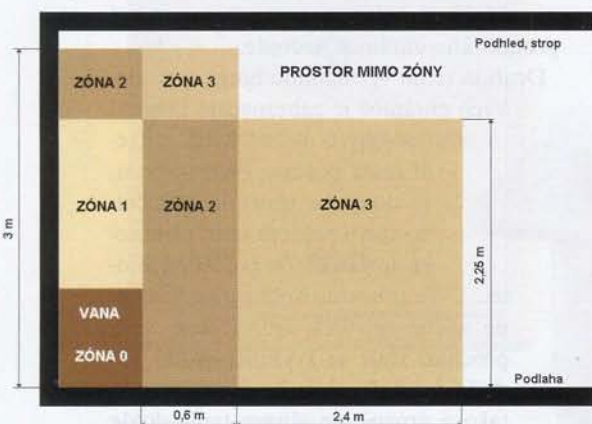 Podhled, strop
ZÓNA 2
ZÓNA 3
PROSTOR MIMO ZÓNY
ZÓNA 1
ZÓNA 2
ZÓNA 3
3 m
2,25 m
VANA
ZÓNA 0
Podlaha
0,6 m
2,4 m